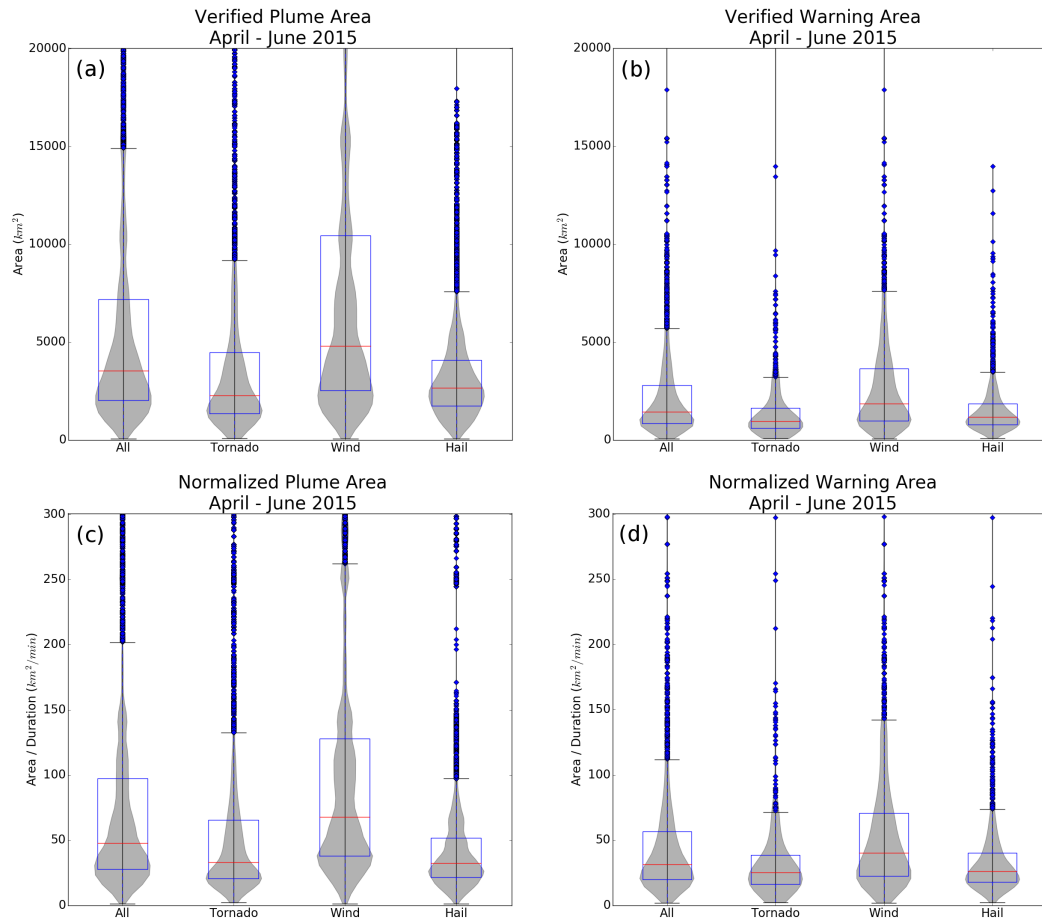 Verified Plume Area
April - June 2015
(a)
20000
15000
10000
5000
0
Area (km²)
All Tornado Wind Hail
Verified Warning Area
April - June 2015
(b)
20000
15000
10000
5000
0
Area (km²)
All Tornado Wind Hail
Normalized Plume Area
April - June 2015
(c)
300
250
200
150
100
50
0
Area / Duration (km²/min)
All Tornado Wind Hail
Normalized Warning Area
April - June 2015
(d)
300
250
200
150
100
50
0
Area / Duration (km²/min)
All Tornado Wind Hail